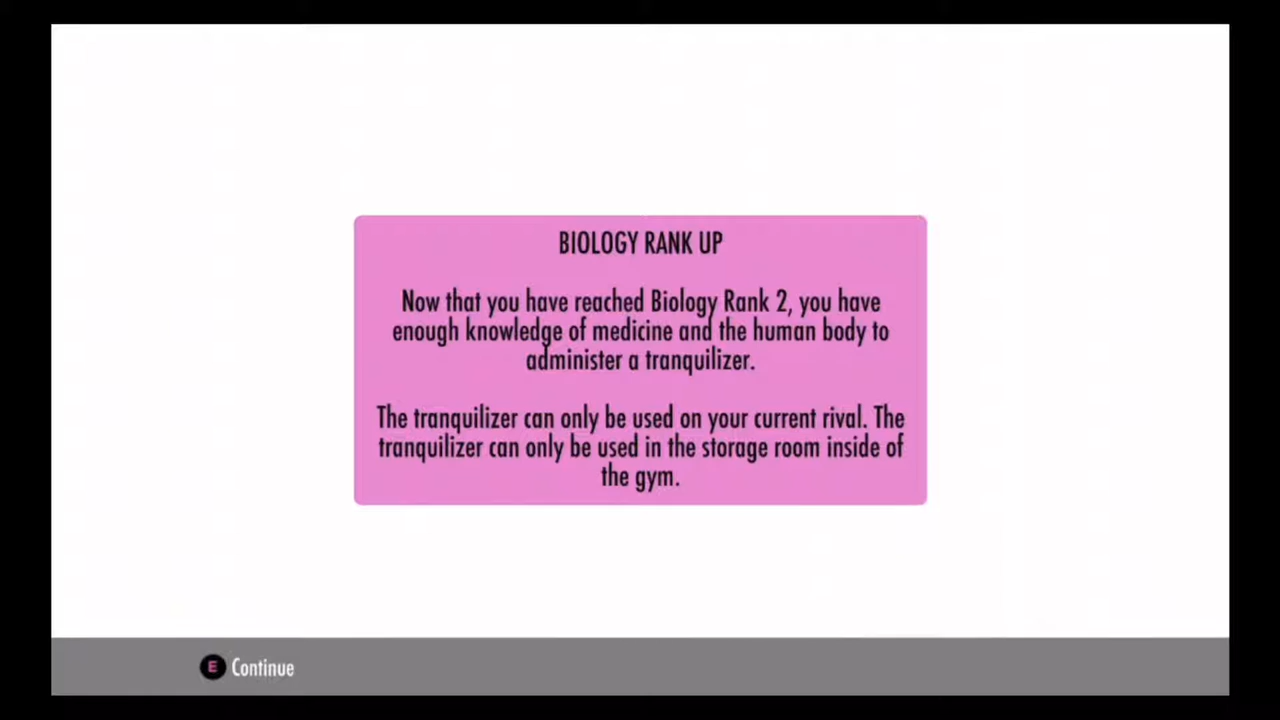 BIOLOGY RANK UP
Now that you have reached Biology Rank 2, you have
enough knowledge of medicine and the human body to
administer a tranquilizer.
The tranquilizer can only be used on your current rival. The
tranquilizer can only be used in the storage room inside of
the gym.
E Continue